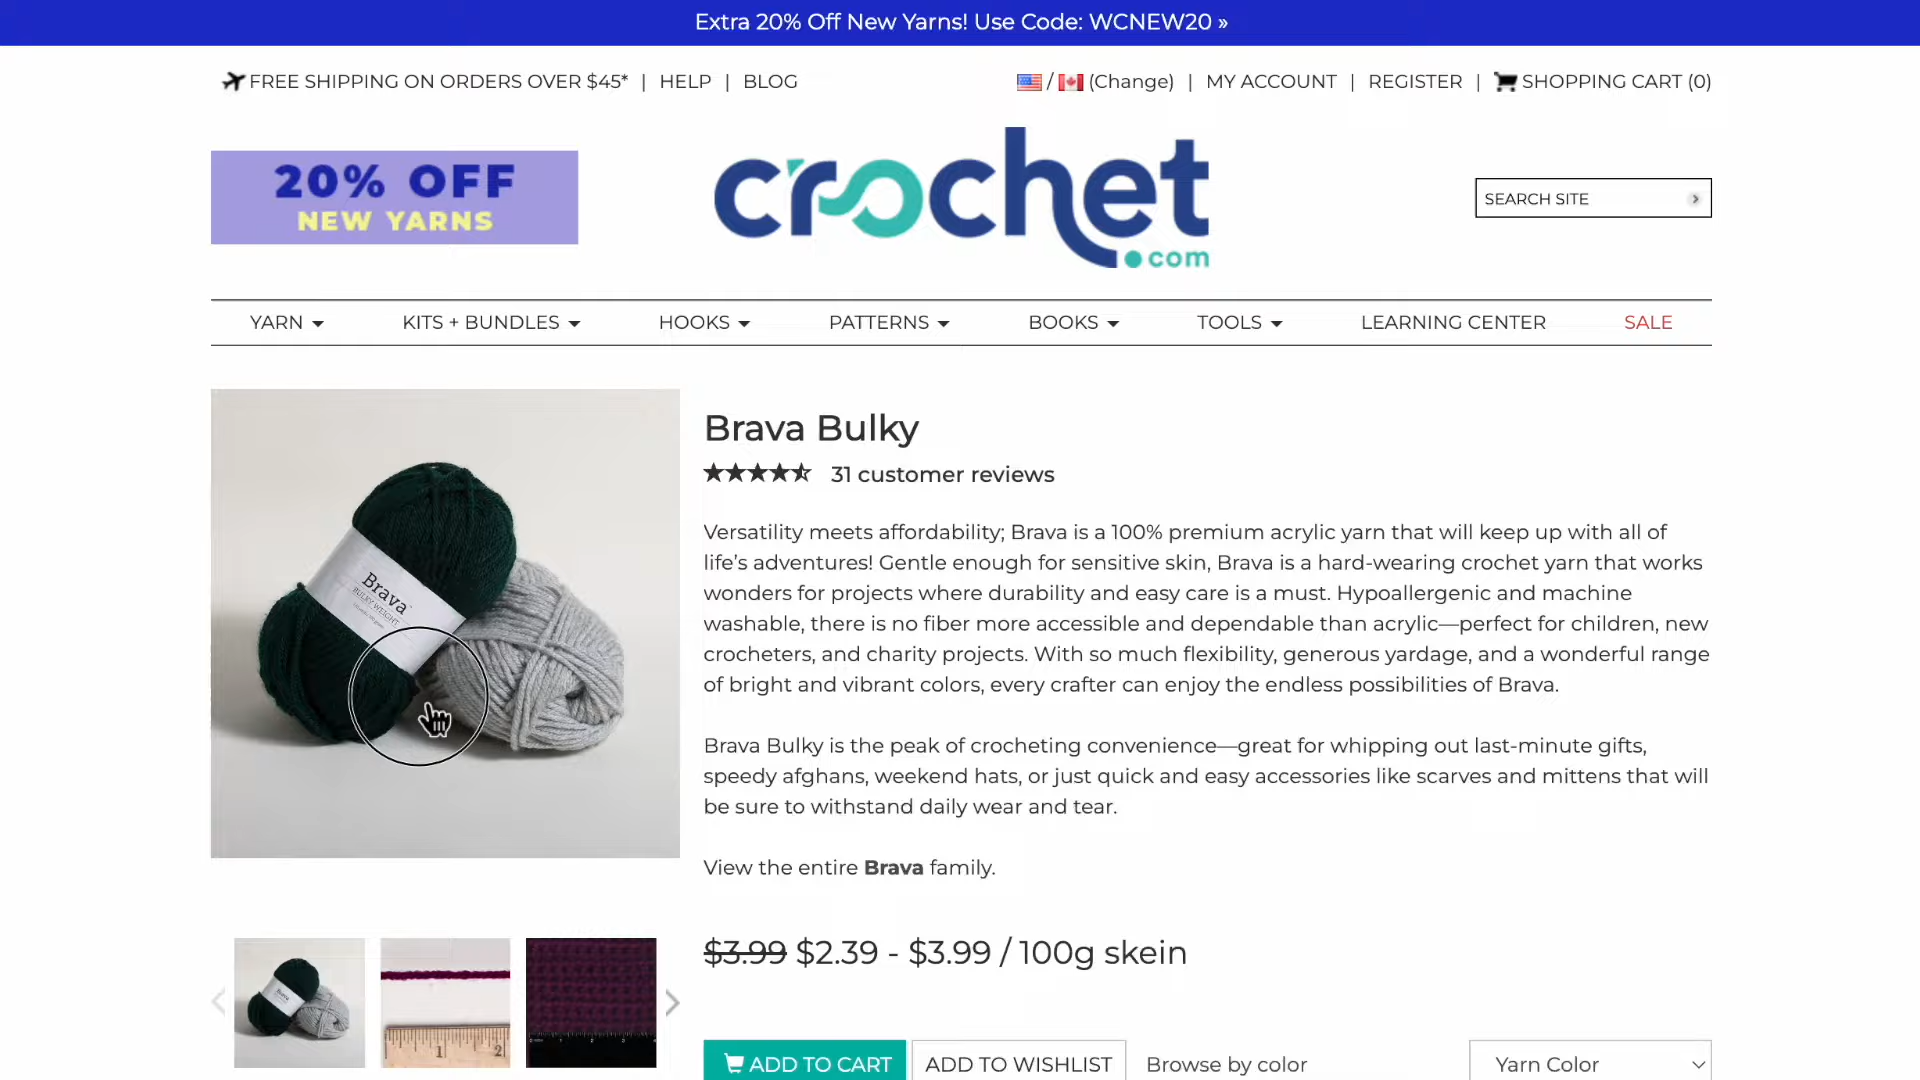 Extra 20% Off New Yarns! Use Code: WCNEW20 »
FREE SHIPPING ON ORDERS OVER $45* | HELP | BLOG
/ (Change) | MY ACCOUNT | REGISTER | SHOPPING CART (0)
20% OFF
NEW YARNS
crochet
.com
SEARCH SITE
YARN KITS + BUNDLES HOOKS PATTERNS BOOKS TOOLS LEARNING CENTER SALE
Brava
BULKY WEIGHT
Brava Bulky
31 customer reviews
Versatility meets affordability; Brava is a 100% premium acrylic yarn that will keep up with all of
life’s adventures! Gentle enough for sensitive skin, Brava is a hard-wearing crochet yarn that works
wonders for projects where durability and easy care is a must. Hypoallergenic and machine
washable, there is no fiber more accessible and dependable than acrylic—perfect for children, new
crocheters, and charity projects. With so much flexibility, generous yardage, and a wonderful range
of bright and vibrant colors, every crafter can enjoy the endless possibilities of Brava.
Brava Bulky is the peak of crocheting convenience—great for whipping out last-minute gifts,
speedy afghans, weekend hats, or just quick and easy accessories like scarves and mittens that will
be sure to withstand daily wear and tear.
View the entire Brava family.
$3.99 $2.39 - $3.99 / 100g skein
Brava
1 2
ADD TO CART ADD TO WISHLIST Browse by color Yarn Color